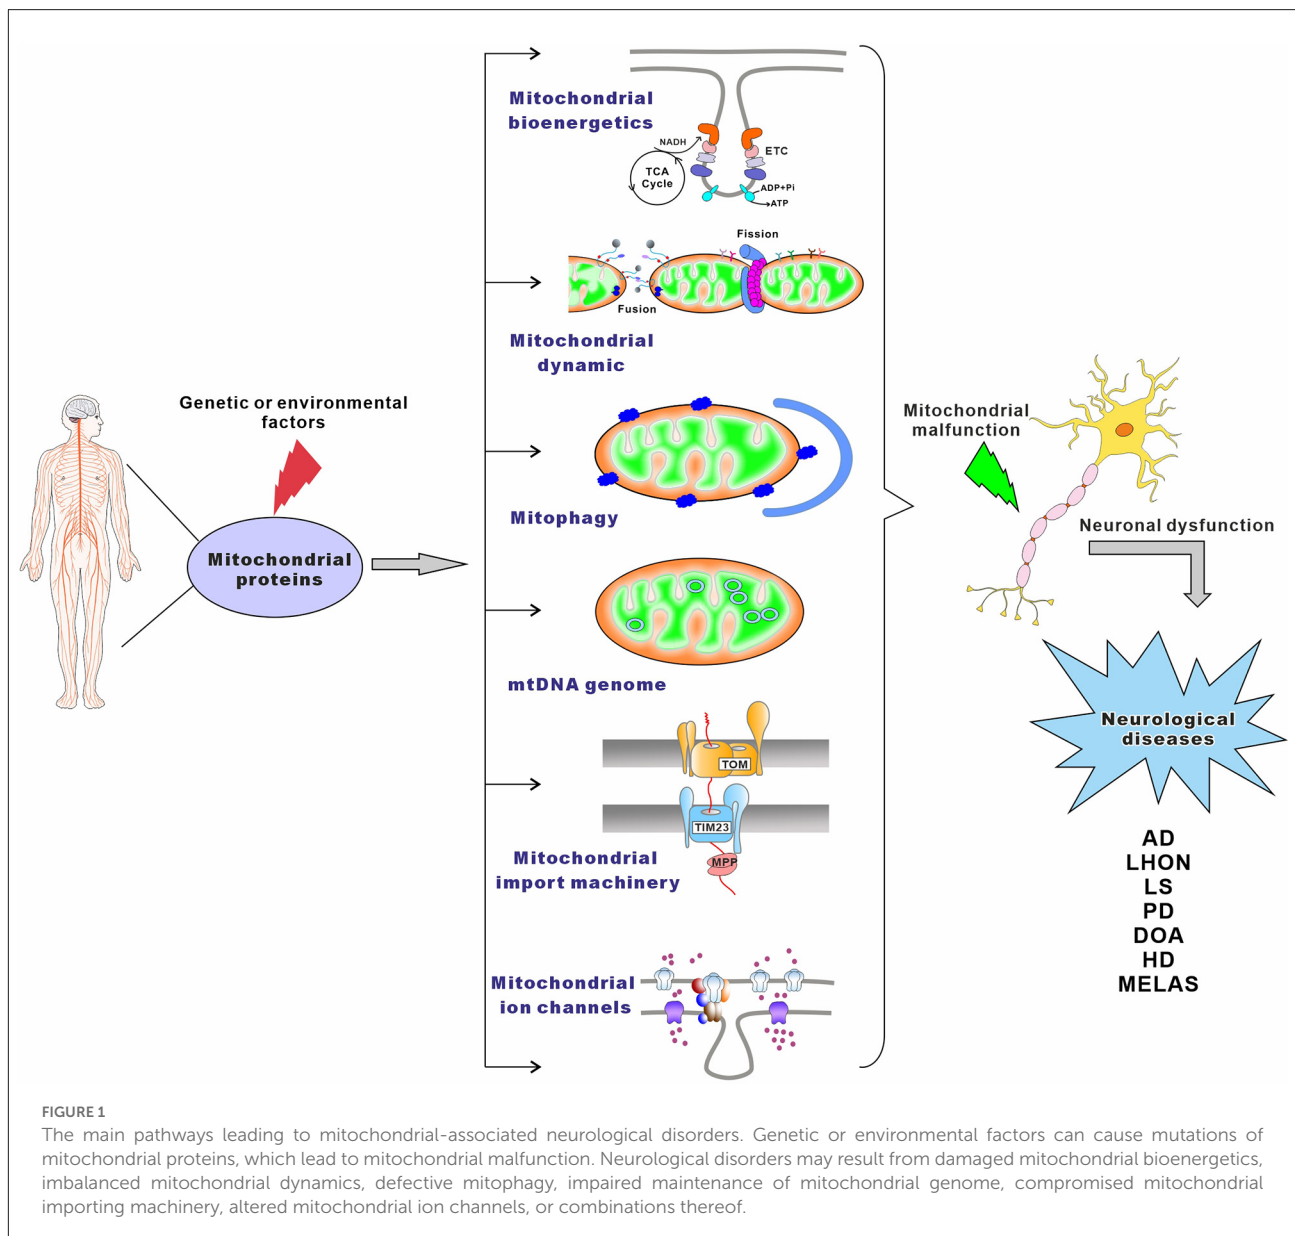 Mitochondrial
bioenergetics
NADH
TCA
Cycle
ETC
ADP+Pi
ATP
Fission
Fusion
Mitochondrial
dynamic
Genetic or environmental
factors
Mitochondrial
proteins
Mitophagy
mtDNA genome
TOM
TIM23
MPP
Mitochondrial
import machinery
Mitochondrial
ion channels
Mitochondrial
malfunction
Neuronal dysfunction
Neurological
diseases
AD
LHON
LS
PD
DOA
HD
MELAS
FIGURE 1
The main pathways leading to mitochondrial-associated neurological disorders. Genetic or environmental factors can cause mutations of
mitochondrial proteins, which lead to mitochondrial malfunction. Neurological disorders may result from damaged mitochondrial bioenergetics,
imbalanced mitochondrial dynamics, defective mitophagy, impaired maintenance of mitochondrial genome, compromised mitochondrial
importing machinery, altered mitochondrial ion channels, or combinations thereof.